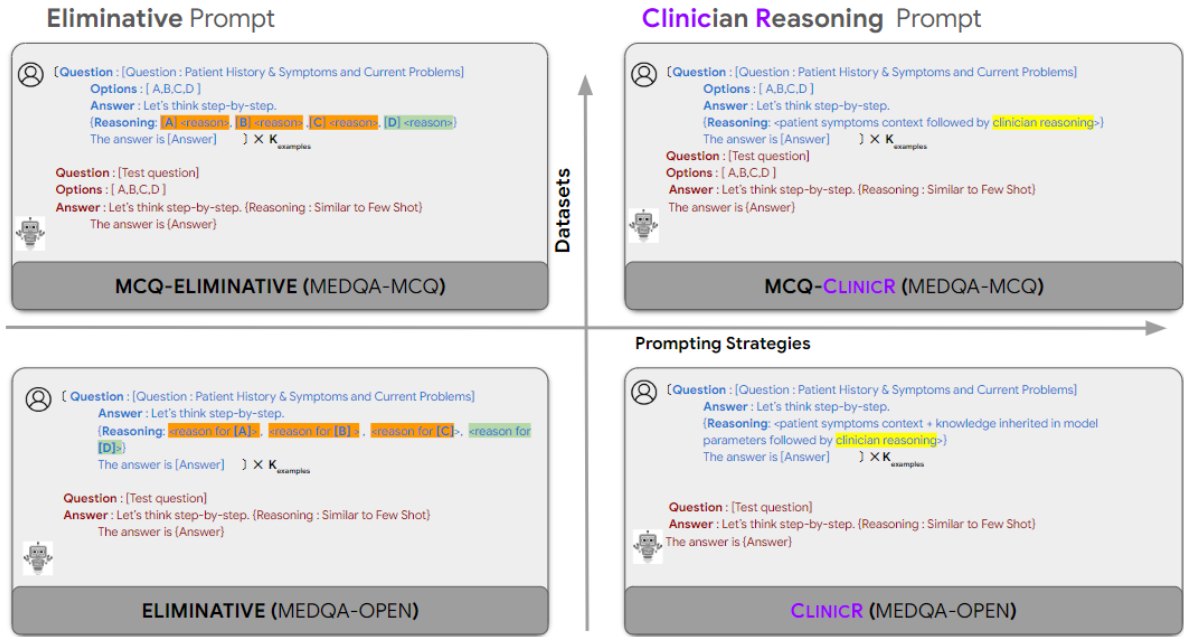 Eliminative Prompt
〔Question : [Question : Patient History & Symptoms and Current Problems]
Options : [ A,B,C,D ]
Answer : Let's think step-by-step.
{Reasoning: [A] <reason>, [B] <reason> ,[C] <reason>, [D] <reason>}
The answer is [Answer] 〕 × K examples
Question : [Test question]
Options : [ A,B,C,D ]
Answer : Let's think step-by-step. {Reasoning : Similar to Few Shot}
The answer is {Answer}
MCQ-ELIMINATIVE (MEDQA-MCQ)
Clinician Reasoning Prompt
〔Question : [Question : Patient History & Symptoms and Current Problems]
Options : [ A,B,C,D ]
Answer : Let's think step-by-step.
{Reasoning: <patient symptoms context followed by clinician reasoning>}
The answer is [Answer] 〕 × K examples
Question : [Test question]
Options : [ A,B,C,D ]
Answer : Let's think step-by-step. {Reasoning : Similar to Few Shot}
The answer is {Answer}
MCQ-CLINICR (MEDQA-MCQ)
Datasets
Prompting Strategies
〔 Question : [Question : Patient History & Symptoms and Current Problems]
Answer : Let's think step-by-step.
{Reasoning: <reason for [A]>, <reason for [B] > , <reason for [C]>, <reason for
[D]>}
The answer is [Answer] 〕 × K examples
Question : [Test question]
Answer : Let's think step-by-step. {Reasoning : Similar to Few Shot}
The answer is {Answer}
ELIMINATIVE (MEDQA-OPEN)
〔Question : [Question : Patient History & Symptoms and Current Problems]
Answer : Let's think step-by-step.
{Reasoning: <patient symptoms context + knowledge inherited in model
parameters followed by clinician reasoning>}
The answer is [Answer] 〕 × K examples
Question : [Test question]
Answer : Let's think step-by-step. {Reasoning : Similar to Few Shot}
The answer is {Answer}
CLINICR (MEDQA-OPEN)